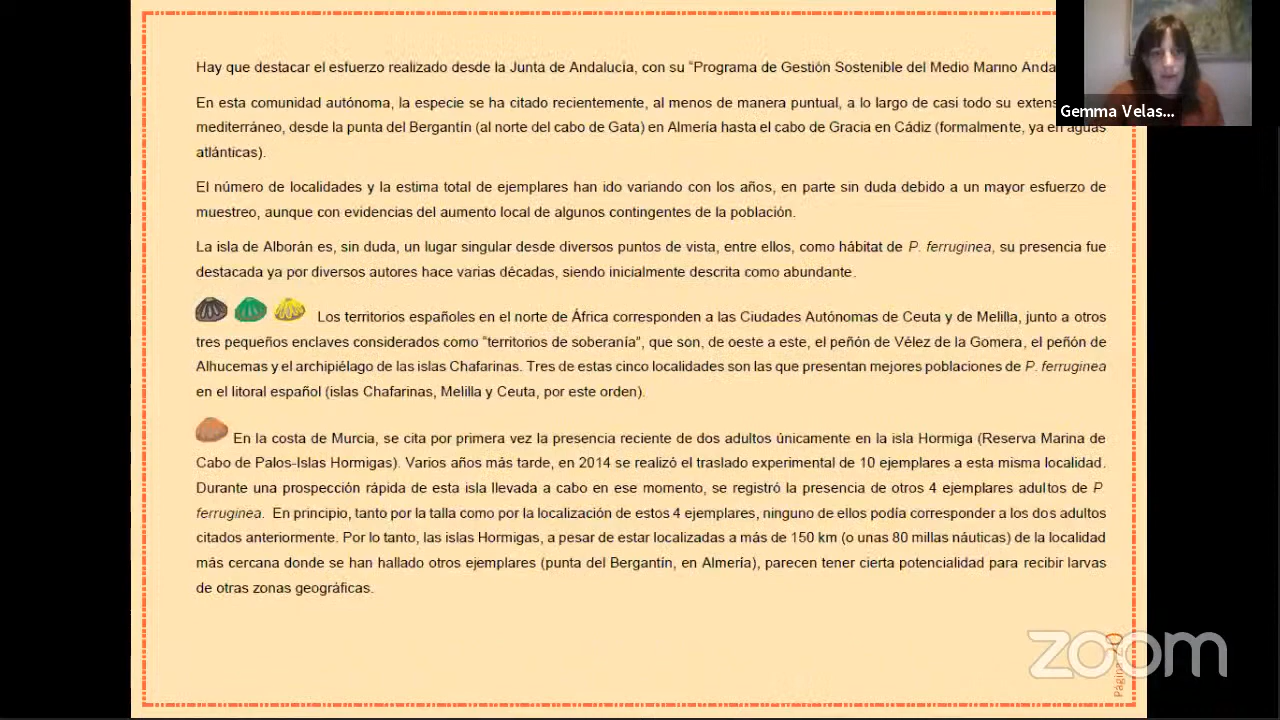 Hay que destacar el esfuerzo realizado desde la Junta de Andalucía, con su “Programa de Gestión Sostenible del Medio Marino Anda
En esta comunidad autónoma, la especie se ha citado recientemente, al menos de manera puntual, a lo largo de casi todo su extens
mediterráneo, desde la punta del Bergantín (al norte del cabo de Gata) en Almería hasta el cabo de Gracia en Cádiz (formalmente, ya en aguas
atlánticas).
El número de localidades y la estima total de ejemplares han ido variando con los años, en parte sin duda debido a un mayor esfuerzo de
muestreo, aunque con evidencias del aumento local de algunos contingentes de la población.
La isla de Alborán es, sin duda, un lugar singular desde diversos puntos de vista, entre ellos, como hábitat de P. ferruginea, su presencia fue
destacada ya por diversos autores hace varias décadas, siendo inicialmente descrita como abundante.
Los territorios españoles en el norte de África corresponden a las Ciudades Autónomas de Ceuta y de Melilla, junto a otros
tres pequeños enclaves considerados como “territorios de soberanía”, que son, de oeste a este, el peñón de Vélez de la Gomera, el peñón de
Alhucemas y el archipiélago de las islas Chafarinas. Tres de estas cinco localidades son las que presentan mejores poblaciones de P. ferruginea
en el litoral español (islas Chafarinas, Melilla y Ceuta, por este orden).
En la costa de Murcia, se cita por primera vez la presencia reciente de dos adultos únicamente en la isla Hormiga (Reserva Marina de
Cabo de Palos-Islas Hormigas). Varios años más tarde, en 2014 se realizó el traslado experimental de 10 ejemplares a esta misma localidad.
Durante una prospección rápida de esta isla llevada a cabo en ese momento, se registró la presencia de otros 4 ejemplares adultos de P
ferruginea. En principio, tanto por la talla como por la localización de estos 4 ejemplares, ninguno de ellos podía corresponder a los dos adultos
citados anteriormente. Por lo tanto, las islas Hormigas, a pesar de estar localizadas a más de 150 km (o unas 80 millas náuticas) de la localidad
más cercana donde se han hallado otros ejemplares (punta del Bergantín, en Almería), parecen tener cierta potencialidad para recibir larvas
de otras zonas geográficas.
Gemma Velas...
zoom
Página